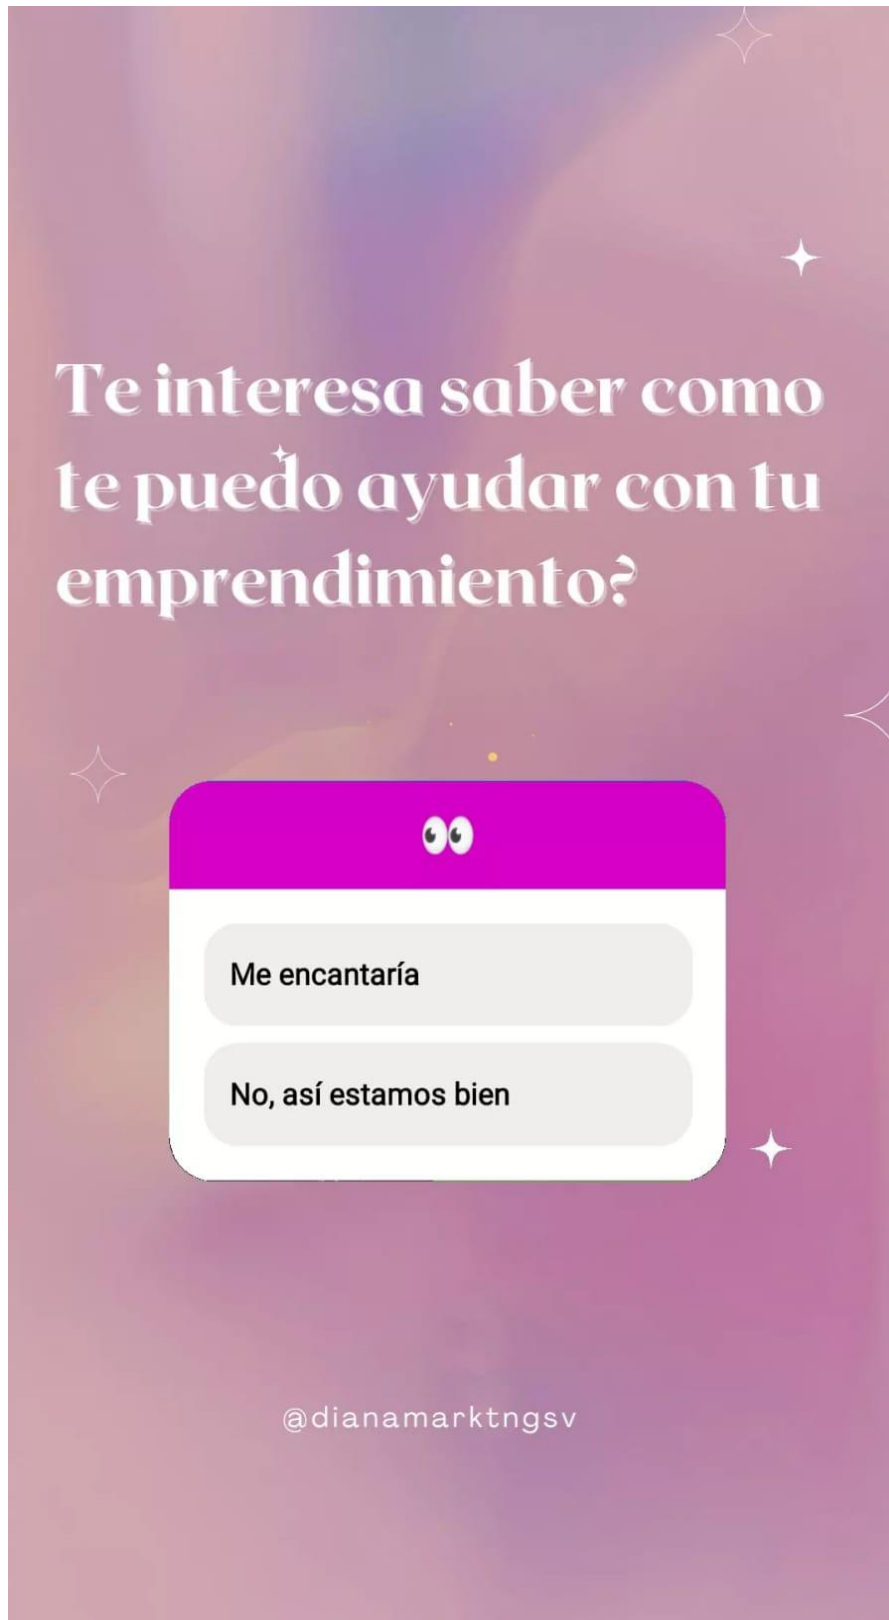 Te interesa saber como
te puedo ayudar con tu
emprendimiento?
👀
Me encantaría
No, así estamos bien
@dianamarktngsv